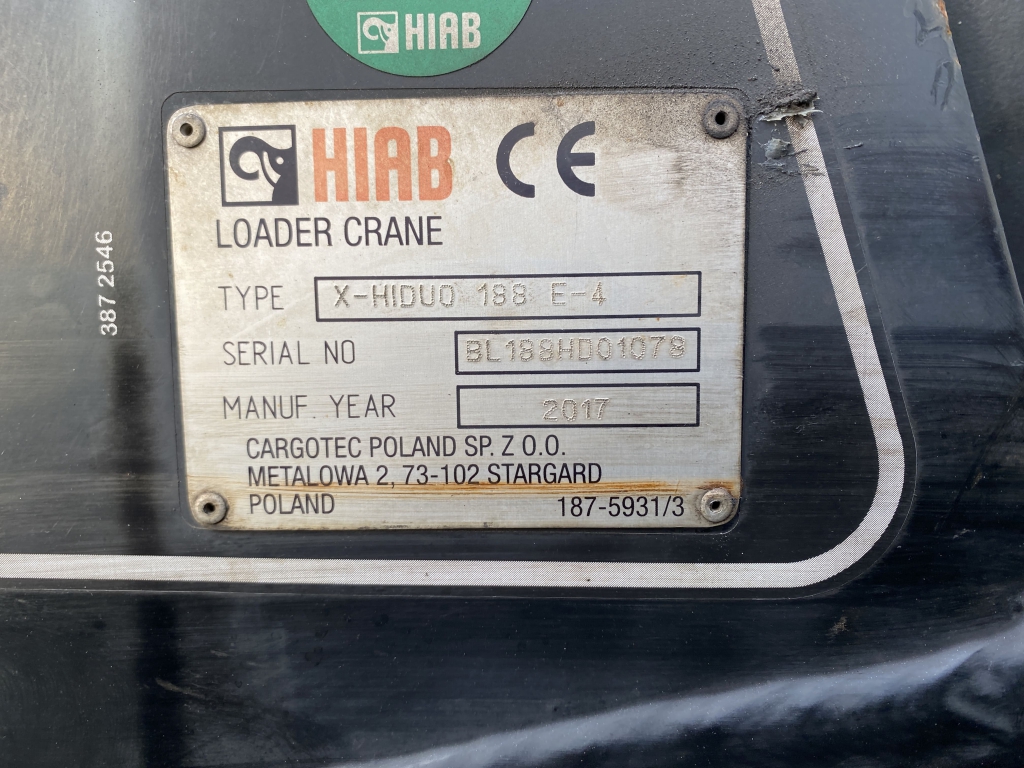 HIAB
HIAB CE
LOADER CRANE
TYPE X-HIDUO 188 E-4
SERIAL NO BL188HD01078
MANUF. YEAR 2017
CARGOTEC POLAND SP. Z O.O.
METALOWA 2, 73-102 STARGARD
POLAND 187-5931/3
387 2546